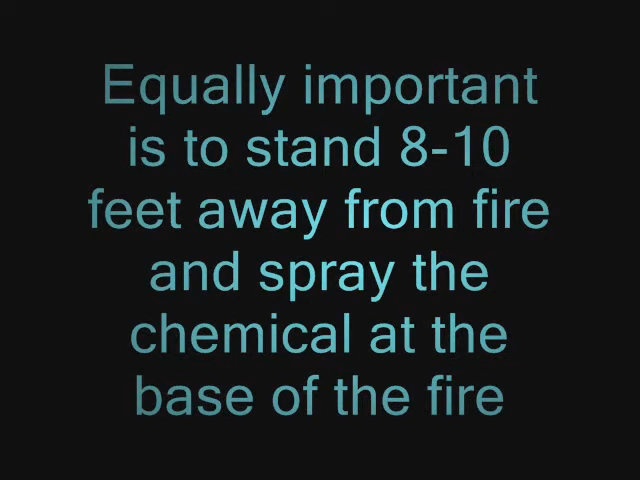 Equally important
is to stand 8-10
feet away from fire
and spray the
chemical at the
base of the fire